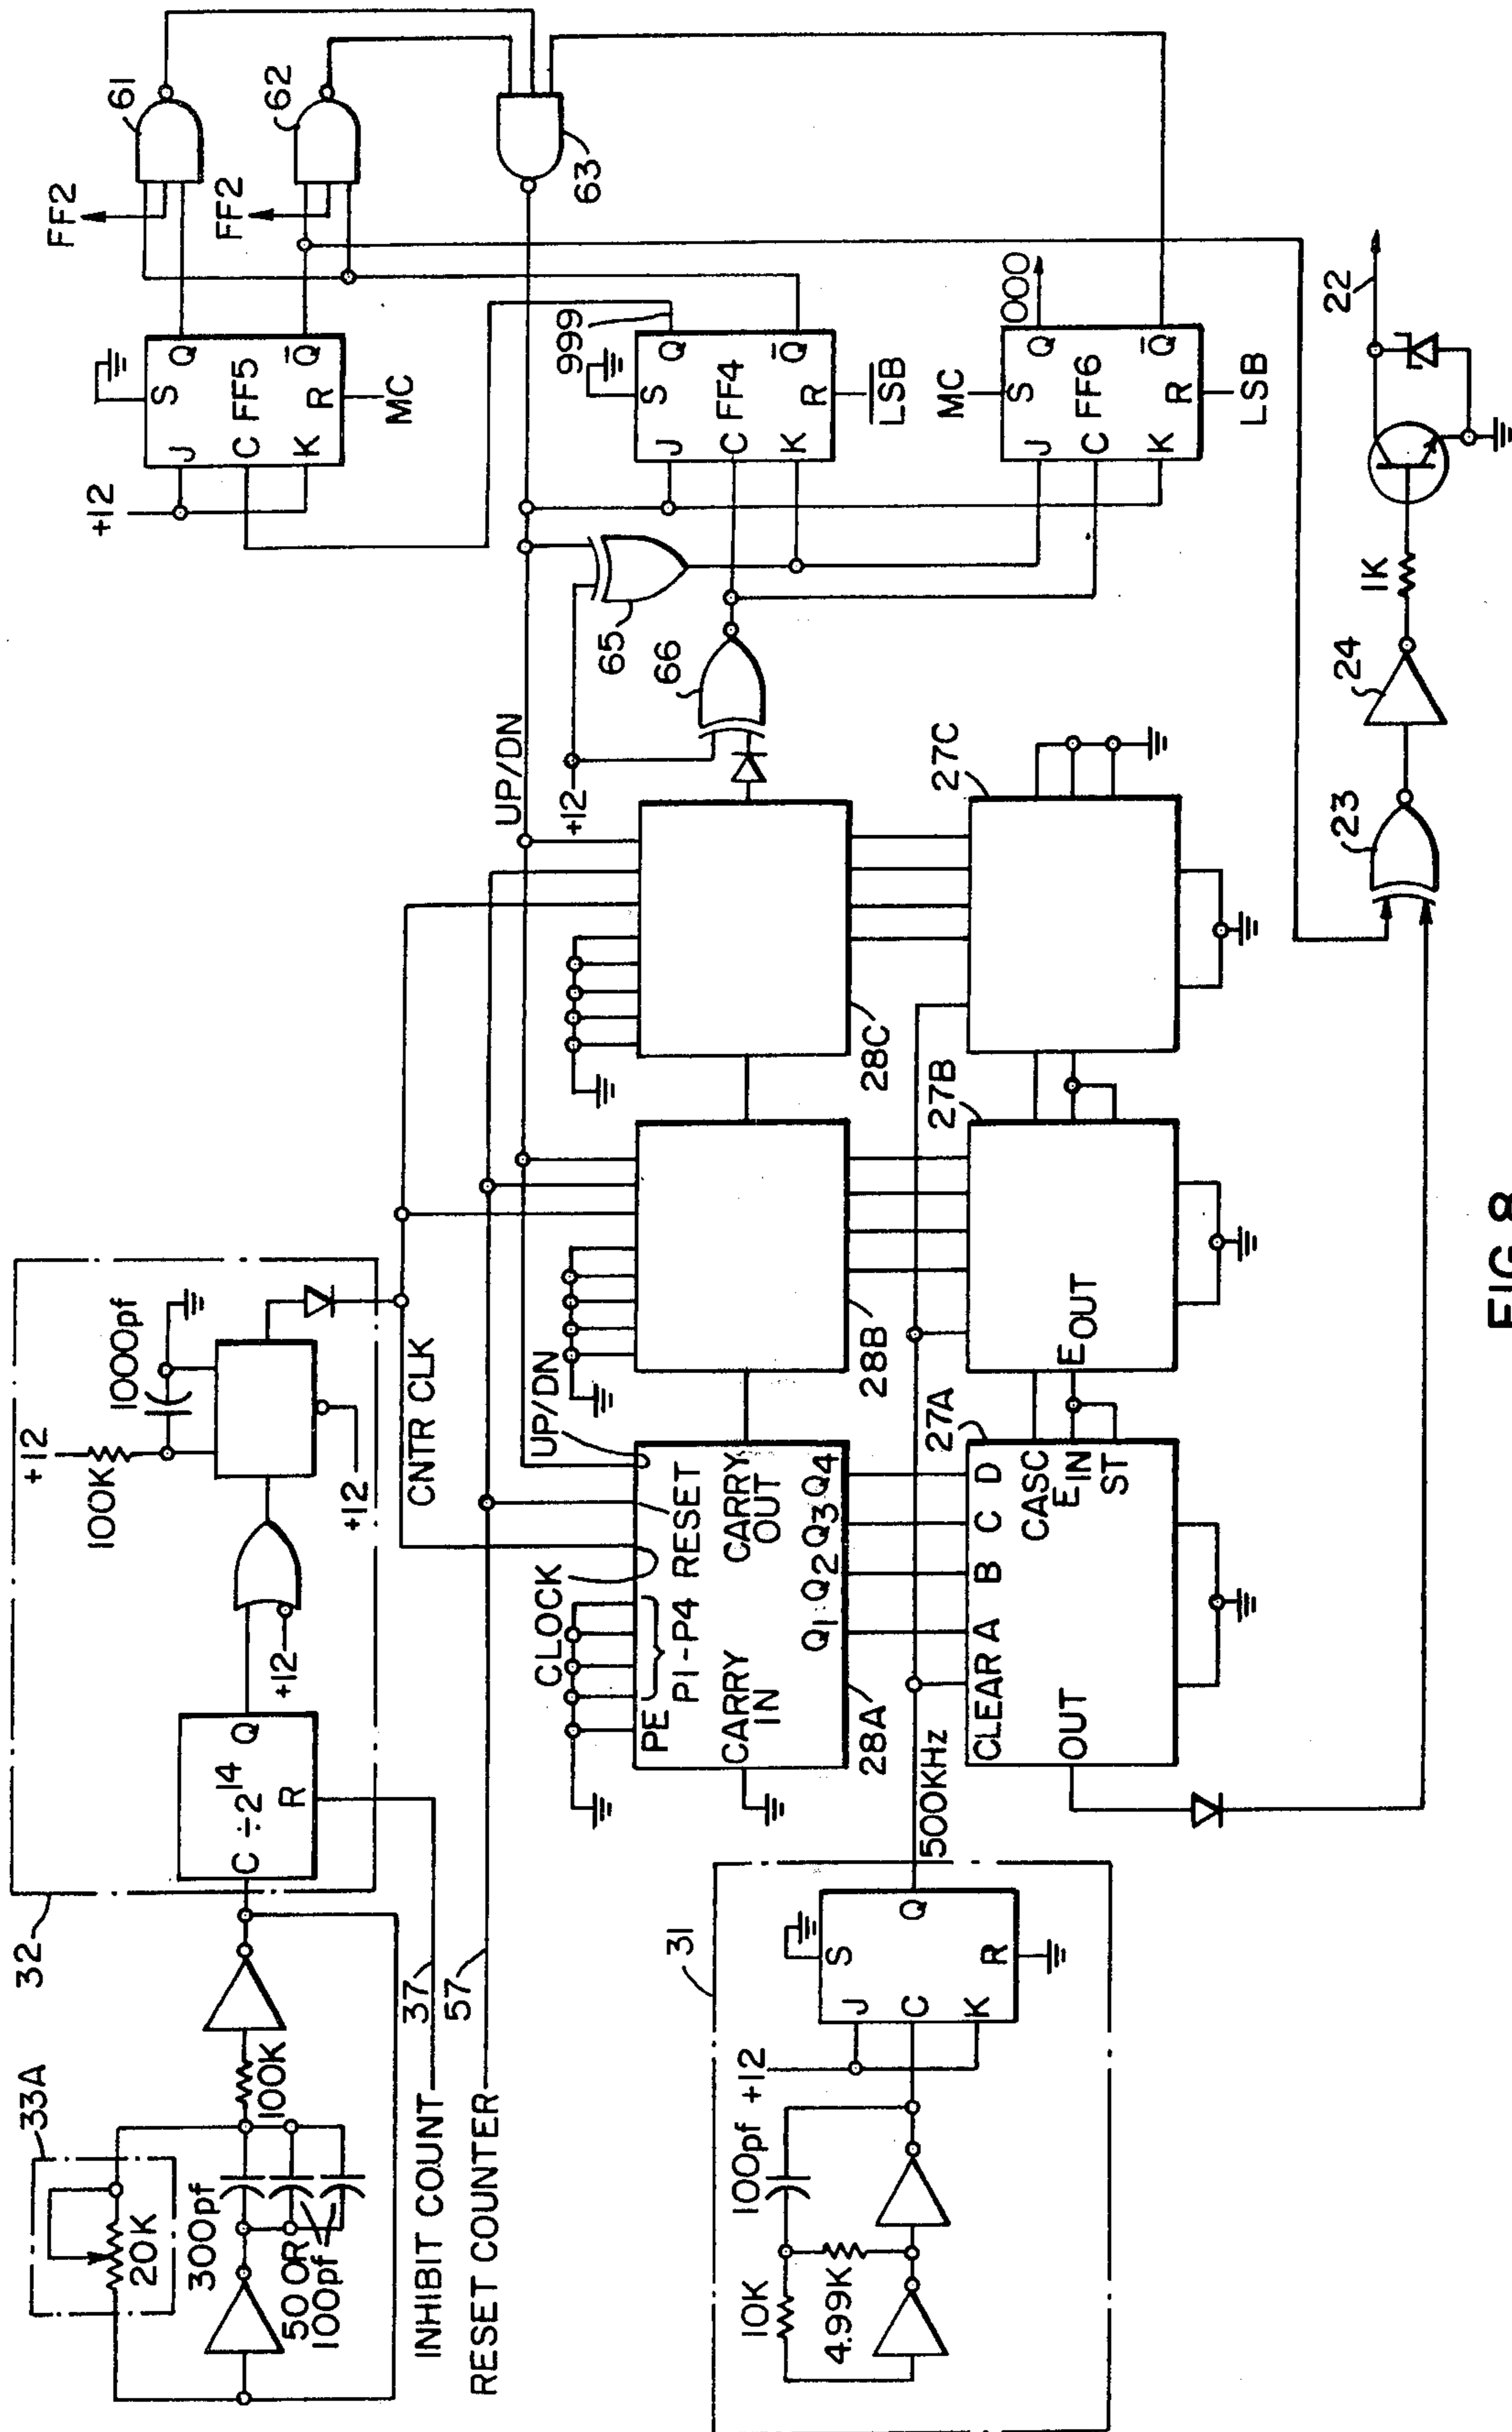 32
33A
20K
300pf
50 OR
100pf
100K
C ÷2^14
Q
R
+12
100K
+12
1000pf
+12
CNTR CLK
INHIBIT COUNT
37
RESET COUNTER
57
UP/DN
UP/DN
+12
FF2
FF2
61
62
63
+12
J
S
Q
C FF5
K
R
Q̅
MC
999
J
S
Q
C FF4
K
R
Q̅
L̅S̅B̅
MC
000
J
S
Q
C FF6
K
R
Q̅
LSB
65
66
CLOCK
PE
P1-P4
RESET
CARRY
IN
CARRY
OUT
Q1
Q2
Q3
Q4
28A
28B
28C
31
10K
4.99K
100pf
+12
J
S
Q
C
K
R
500KHz
CLEAR
A
B
C
D
OUT
CASC
E IN
ST
E OUT
27A
27B
27C
23
24
1K
22
FIG.8